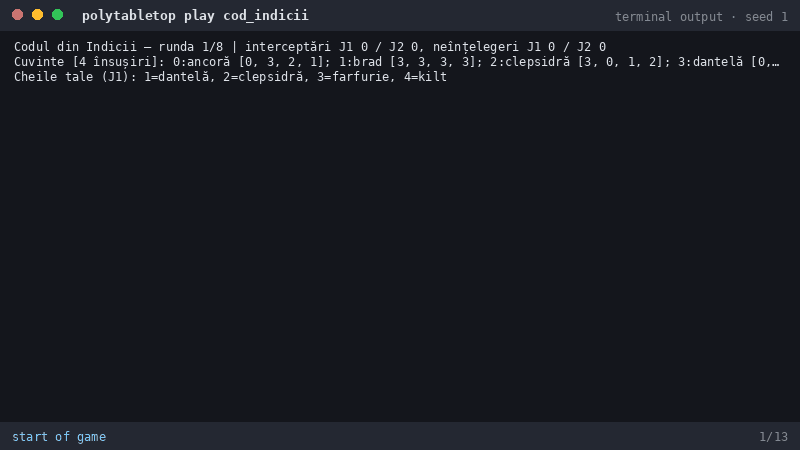 polytabletop play cod_indicii
terminal output · seed 1
Codul din Indicii — runda 1/8 | interceptări J1 0 / J2 0, neînțelegeri J1 0 / J2 0
Cuvinte [4 însușiri]: 0:ancoră [0, 3, 2, 1]; 1:brad [3, 3, 3, 3]; 2:clepsidră [3, 0, 1, 2]; 3:dantelă [0,…
Cheile tale (J1): 1=dantelă, 2=clepsidră, 3=farfurie, 4=kilt
start of game
1/13